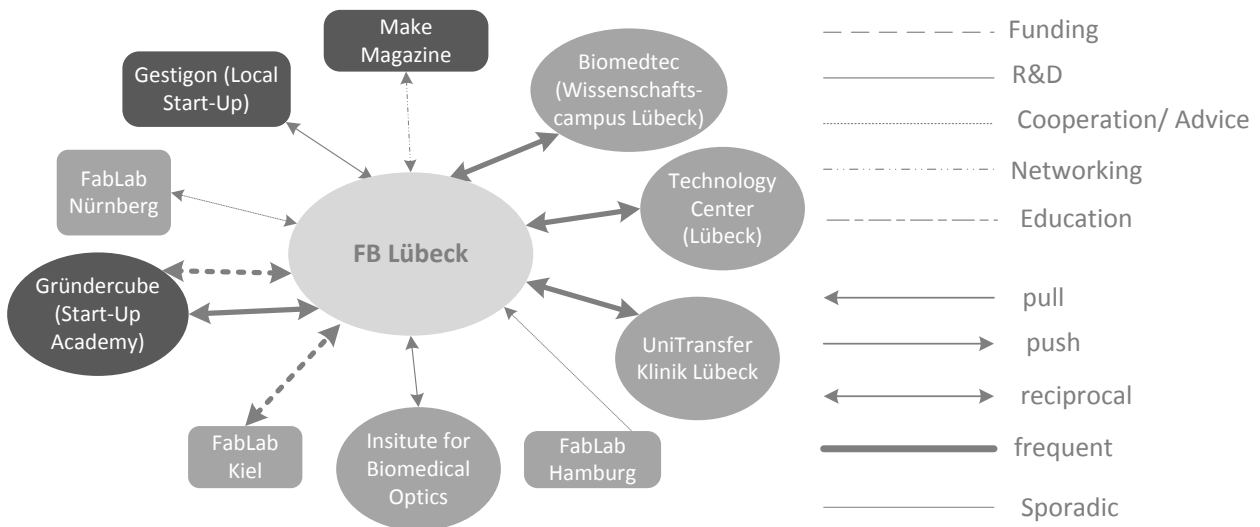 Make
Magazine
Gestigon (Local
Start-Up)
Biomedtec
(Wissenschafts-
campus Lübeck)
FabLab
Nürnberg
Technology
Center
(Lübeck)
FB Lübeck
Gründercube
(Start-Up
Academy)
UniTransfer
Klinik Lübeck
FabLab
Kiel
Insitute for
Biomedical
Optics
FabLab
Hamburg
Funding
R&D
Cooperation/ Advice
Networking
Education
pull
push
reciprocal
frequent
Sporadic